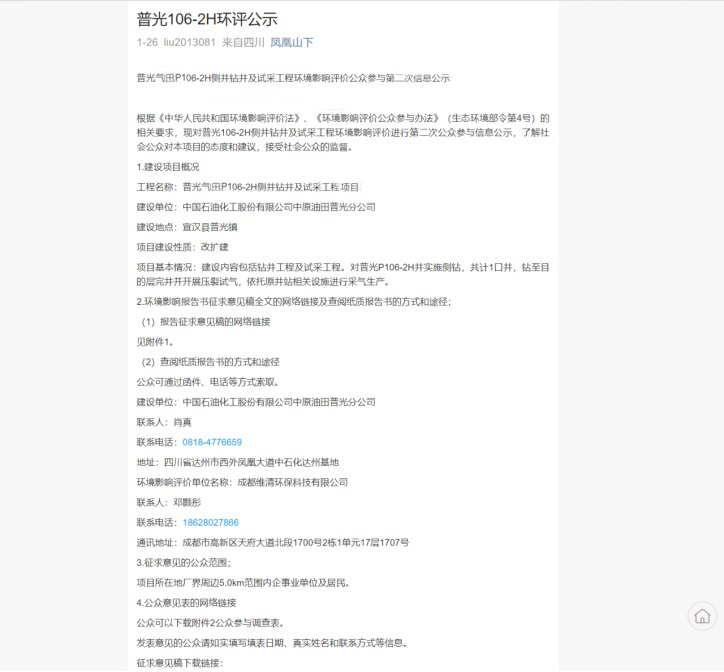 普光106-2H环评公示
1-26 liu2013081 来自四川 凤凰山下
普光气田P106-2H侧井钻井及试采工程环境影响评价公众参与第二次信息公示
根据《中华人民共和国环境影响评价法》、《环境影响评价公众参与办法》（生态环境部令第4号）的
相关要求，现对普光106-2H侧井钻井及试采工程环境影响评价进行第二次公众参与信息公示，了解社
会公众对本项目的态度和建议，接受社会公众的监督。
1.建设项目概况
工程名称：普光气田P106-2H侧井钻井及试采工程项目
建设单位：中国石油化工股份有限公司中原油田普光分公司
建设地点：宣汉县普光镇
项目建设性质：改扩建
项目基本情况：建设内容包括钻井工程及试采工程。对普光P106-2H井实施侧钻，共计1口井，钻至目
的层完井并开展压裂试气，依托原井站相关设施进行采气生产。
2.环境影响报告书征求意见稿全文的网络链接及查阅纸质报告书的方式和途径；
（1）报告征求意见稿的网络链接
见附件1。
（2）查阅纸质报告书的方式和途径
公众可通过函件、电话等方式索取。
建设单位：中国石油化工股份有限公司中原油田普光分公司
联系人：肖真
联系电话：0818-4776659
地址：四川省达州市西外凤凰大道中石化达州基地
环境影响评价单位名称：成都维清环保科技有限公司
联系人：邓颢彤
联系电话：18628027866
通讯地址：成都市高新区天府大道北段1700号2栋1单元17层1707号
3.征求意见的公众范围；
项目所在地厂界周边5.0km范围内企事业单位及居民。
4.公众意见表的网络链接
公众可以下载附件2公众参与调查表。
发表意见的公众请如实填写填表日期、真实姓名和联系方式等信息。
征求意见稿下载链接：